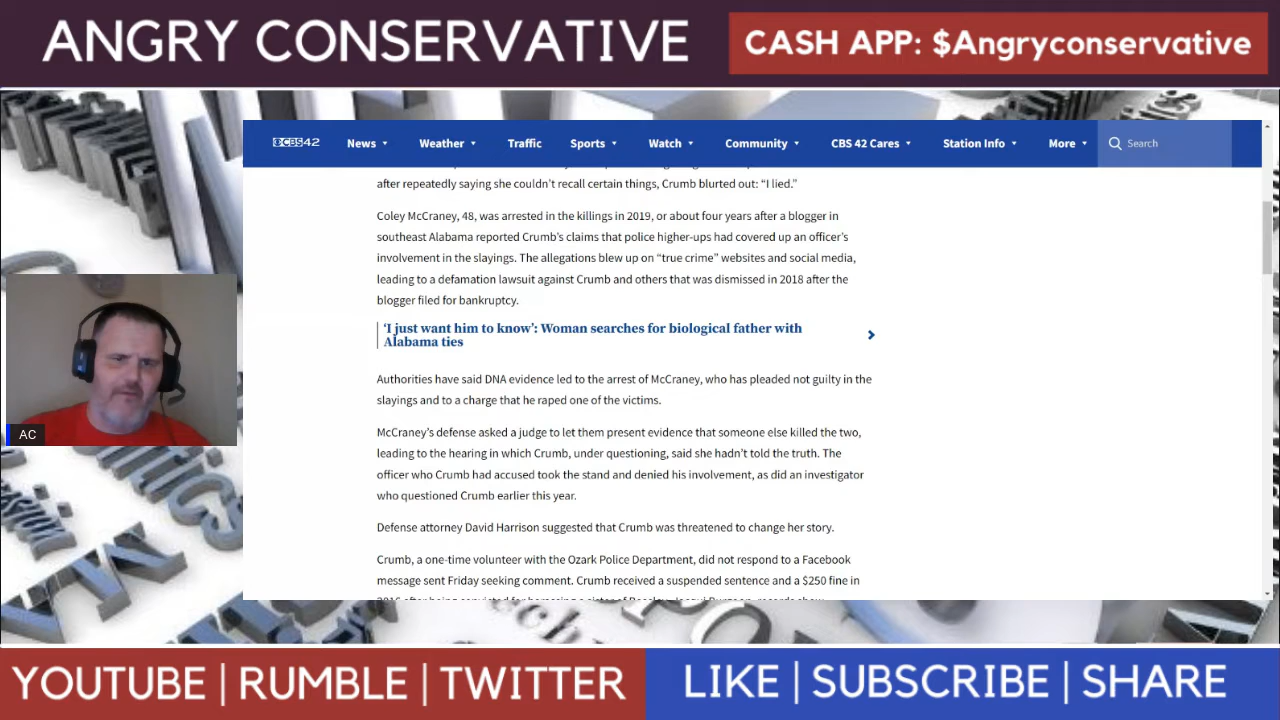 ANGRY CONSERVATIVE
CASH APP: $Angryconservative
CBS42
News
Weather
Traffic
Sports
Watch
Community
CBS 42 Cares
Station Info
More
Search
after repeatedly saying she couldn't recall certain things, Crumb blurted out: “I lied.”
Coley McCraney, 48, was arrested in the killings in 2019, or about four years after a blogger in
southeast Alabama reported Crumb's claims that police higher-ups had covered up an officer's
involvement in the slayings. The allegations blew up on “true crime” websites and social media,
leading to a defamation lawsuit against Crumb and others that was dismissed in 2018 after the
blogger filed for bankruptcy.
‘I just want him to know’: Woman searches for biological father with
Alabama ties
Authorities have said DNA evidence led to the arrest of McCraney, who has pleaded not guilty in the
slayings and to a charge that he raped one of the victims.
McCraney's defense asked a judge to let them present evidence that someone else killed the two,
leading to the hearing in which Crumb, under questioning, said she hadn't told the truth. The
officer who Crumb had accused took the stand and denied his involvement, as did an investigator
who questioned Crumb earlier this year.
Defense attorney David Harrison suggested that Crumb was threatened to change her story.
Crumb, a one-time volunteer with the Ozark Police Department, did not respond to a Facebook
message sent Friday seeking comment. Crumb received a suspended sentence and a $250 fine in
AC
YOUTUBE | RUMBLE | TWITTER
LIKE | SUBSCRIBE | SHARE